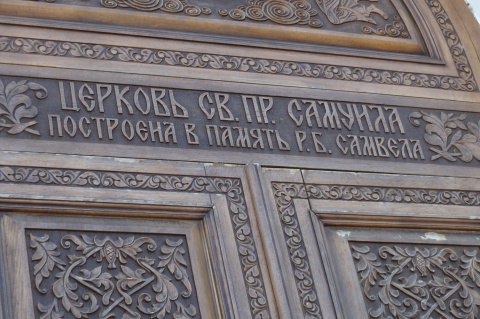 ЦЕРКОВЬ СВ. ПР. САМУИЛА
ПОСТРОЕНА В ПАМЯТЬ Р. Б. САМВЕЛА